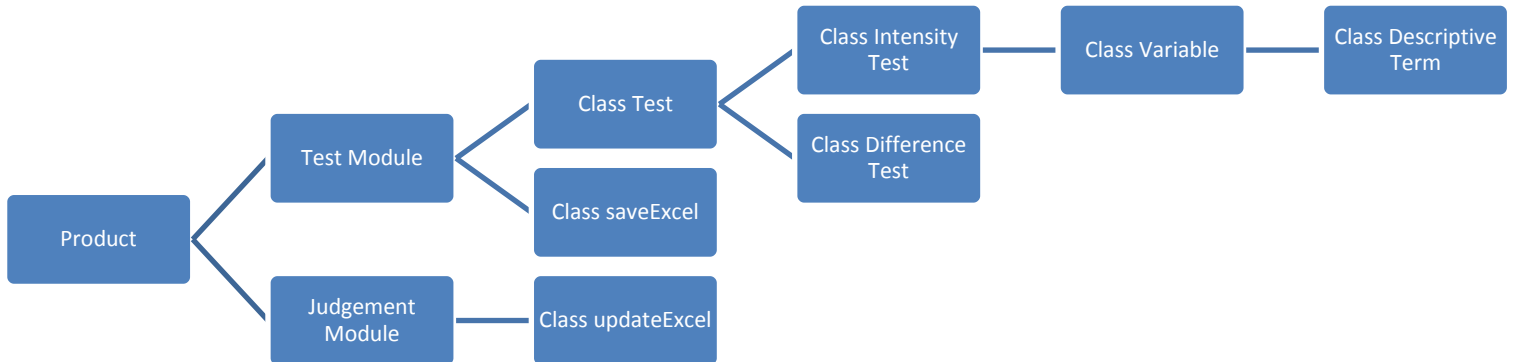 Product
Test Module
Judgement
Module
Class Test
Class saveExcel
Class updateExcel
Class Intensity
Test
Class Difference
Test
Class Variable
Class Descriptive
Term